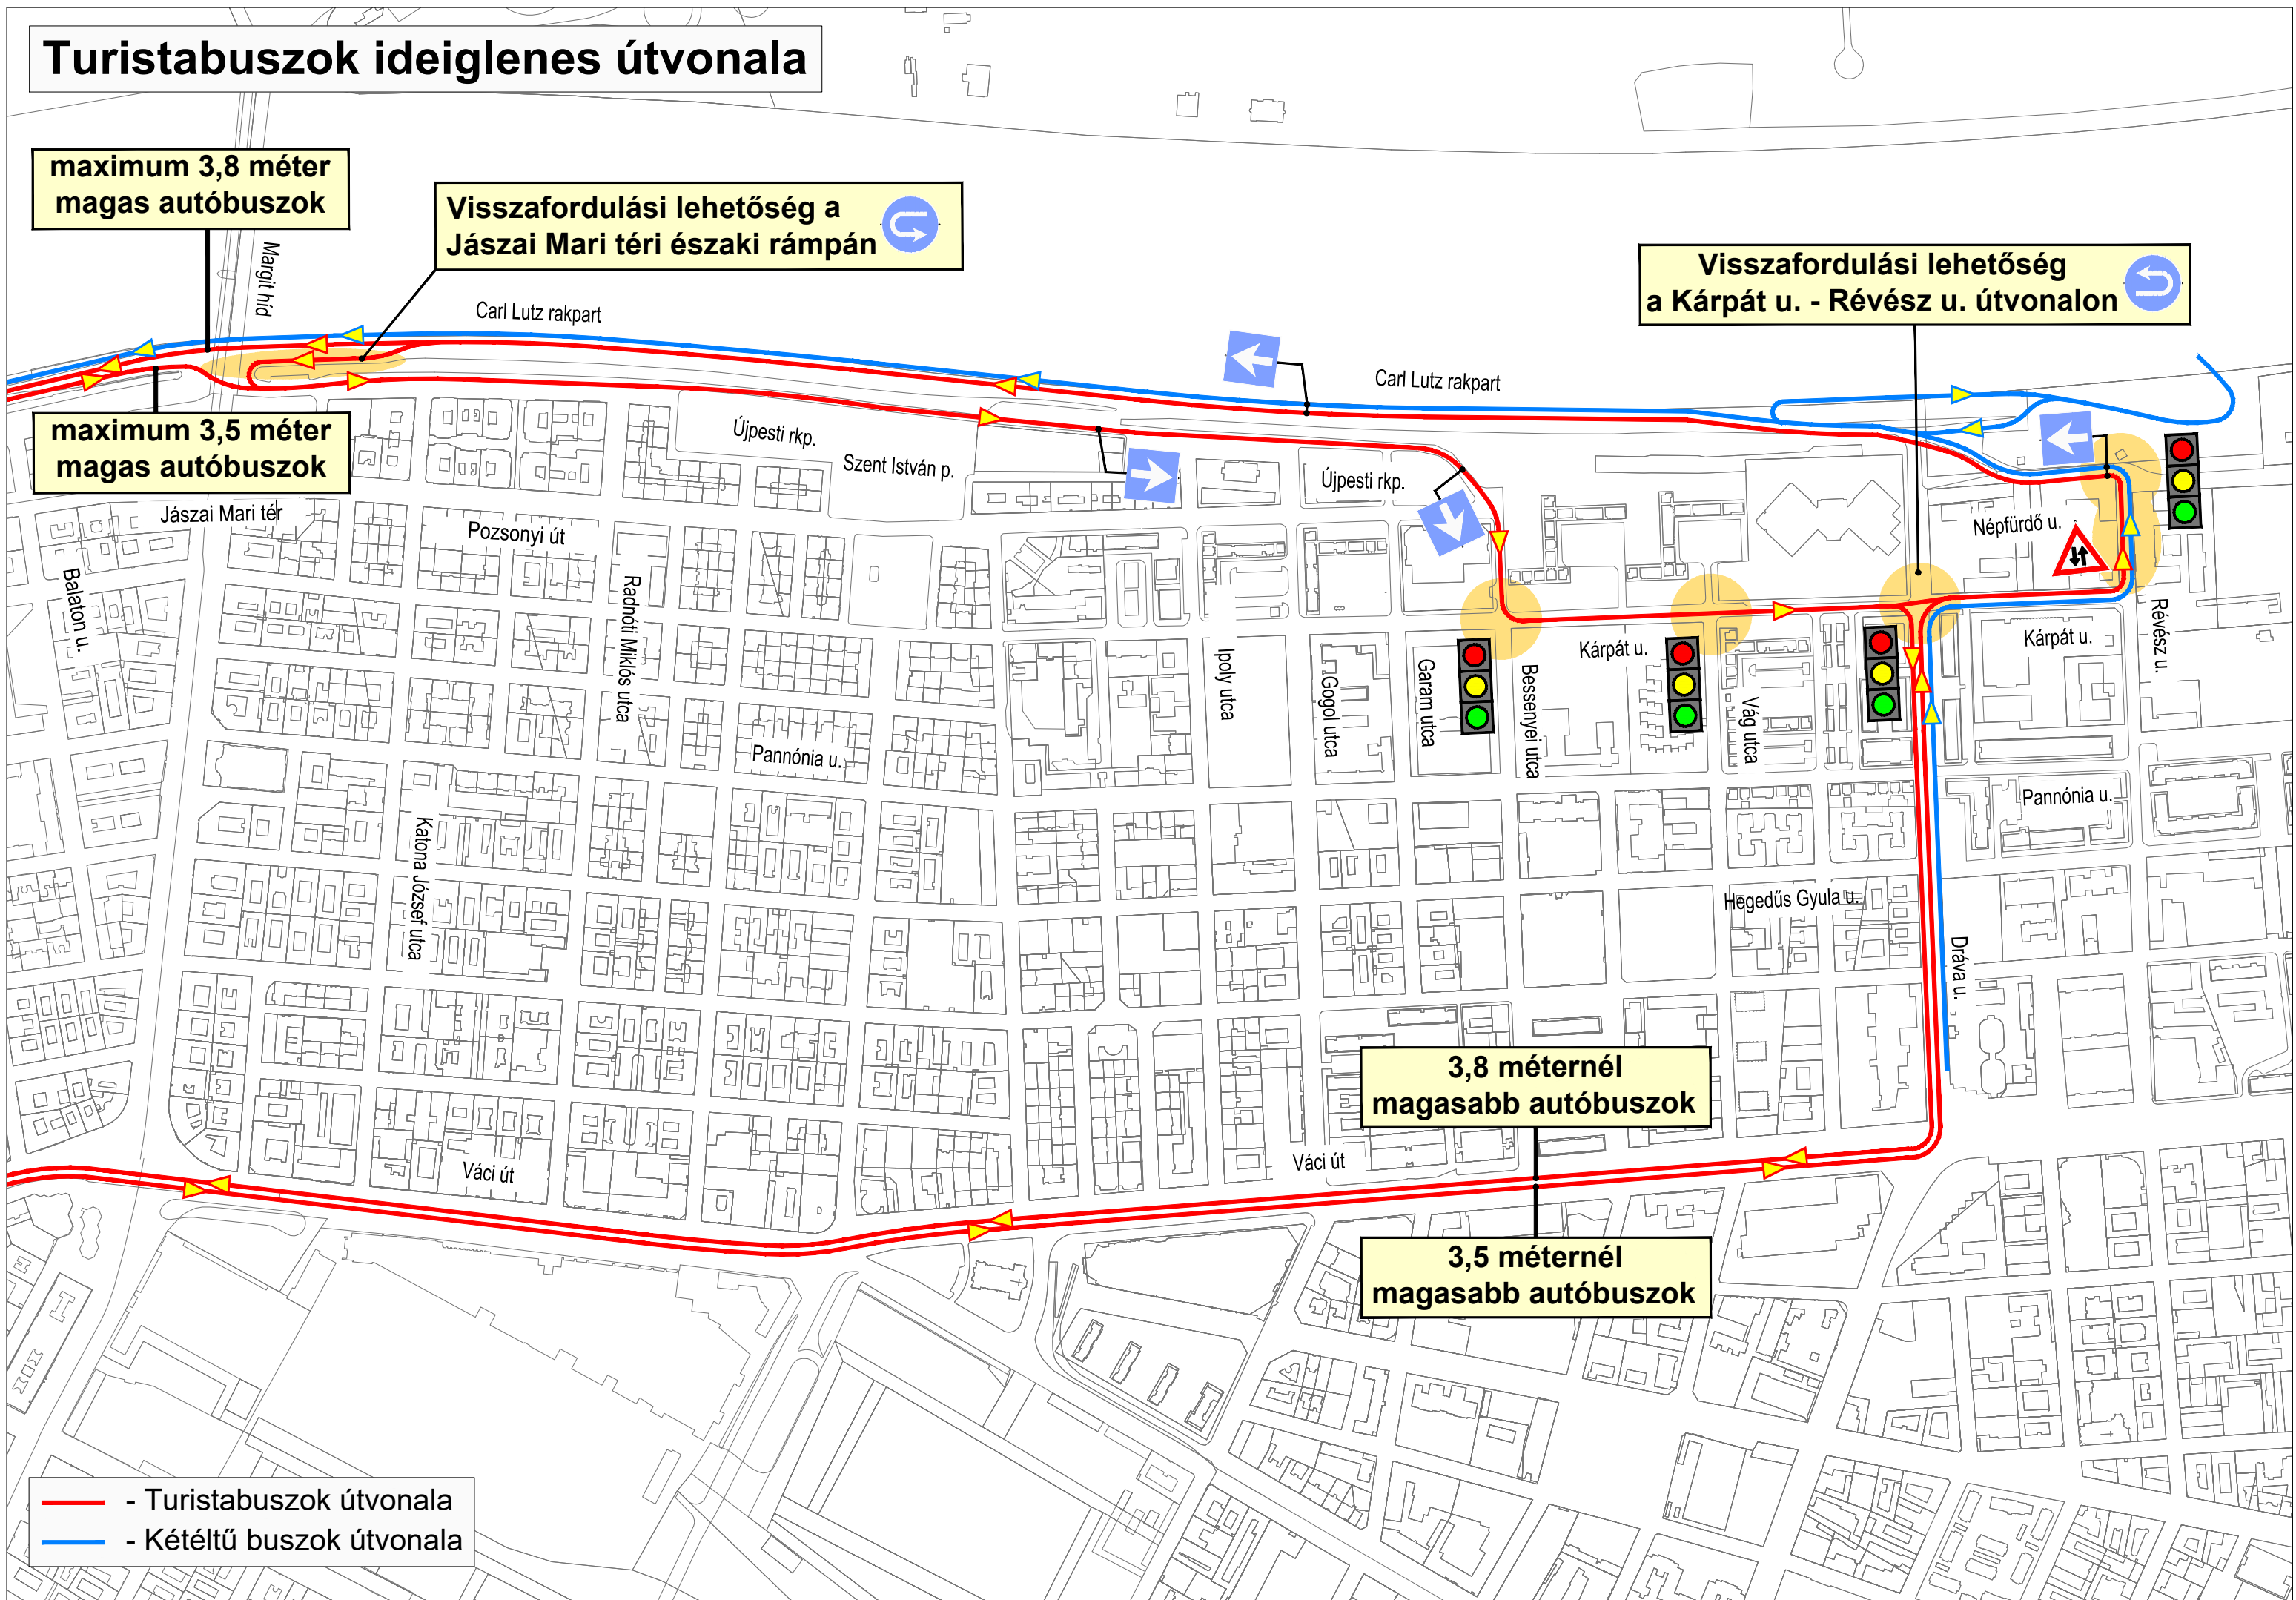 Turistabuszok ideiglenes útvonala
maximum 3,8 méter
magas autóbuszok
Visszafordulási lehetőség a
Jászai Mari téri északi rámpán
Visszafordulási lehetőség
a Kárpát u. - Révész u. útvonalon
Margit híd
Carl Lutz rakpart
Carl Lutz rakpart
maximum 3,5 méter
magas autóbuszok
Újpesti rkp.
Szent István p.
Újpesti rkp.
Jászai Mari tér
Pozsonyi út
Népfürdő u.
Balaton u.
Radnóti Miklós utca
Ipoly utca
Gogol utca
Garam utca
Bessenyei utca
Kárpát u.
Vág utca
Kárpát u.
Révész u.
Pannónia u.
Pannónia u.
Katona József utca
Hegedűs Gyula u.
Dráva u.
3,8 méternél
magasabb autóbuszok
Váci út
Váci út
3,5 méternél
magasabb autóbuszok
- Turistabuszok útvonala
- Kétéltű buszok útvonala